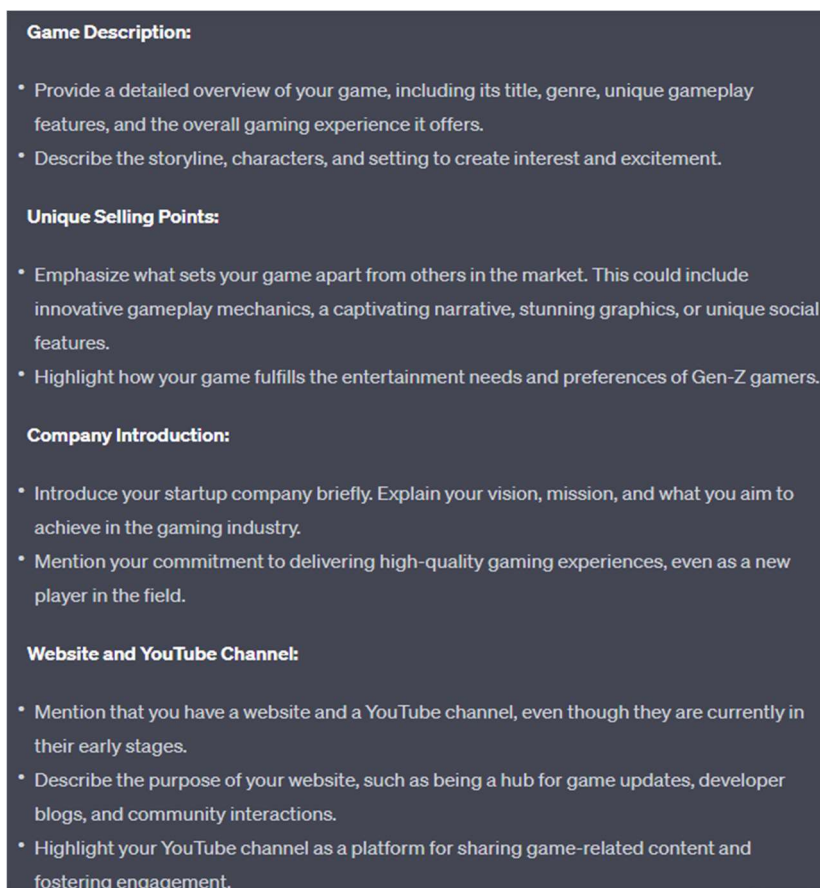 Game Description:
• Provide a detailed overview of your game, including its title, genre, unique gameplay
features, and the overall gaming experience it offers.
• Describe the storyline, characters, and setting to create interest and excitement.
Unique Selling Points:
• Emphasize what sets your game apart from others in the market. This could include
innovative gameplay mechanics, a captivating narrative, stunning graphics, or unique social
features.
• Highlight how your game fulfills the entertainment needs and preferences of Gen-Z gamers.
Company Introduction:
• Introduce your startup company briefly. Explain your vision, mission, and what you aim to
achieve in the gaming industry.
• Mention your commitment to delivering high-quality gaming experiences, even as a new
player in the field.
Website and YouTube Channel:
• Mention that you have a website and a YouTube channel, even though they are currently in
their early stages.
• Describe the purpose of your website, such as being a hub for game updates, developer
blogs, and community interactions.
• Highlight your YouTube channel as a platform for sharing game-related content and
fostering engagement.